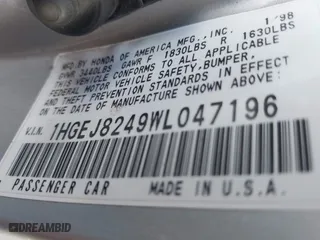 MFD. BY HONDA OF AMERICA MFG., INC. 1/98
GVWR 3440LBS GAWR F 1830LBS R 1630LBS
THIS VEHICLE CONFORMS TO ALL APPLICABLE
FEDERAL MOTOR VEHICLE SAFETY, BUMPER,
AND THEFT PREVENTION STANDARDS IN EFFECT
ON THE DATE OF MANUFACTURE SHOWN ABOVE.
V.I.N. 1HGEJ8249WL047196
PASSENGER CAR MADE IN U.S.A.
DREAMBID